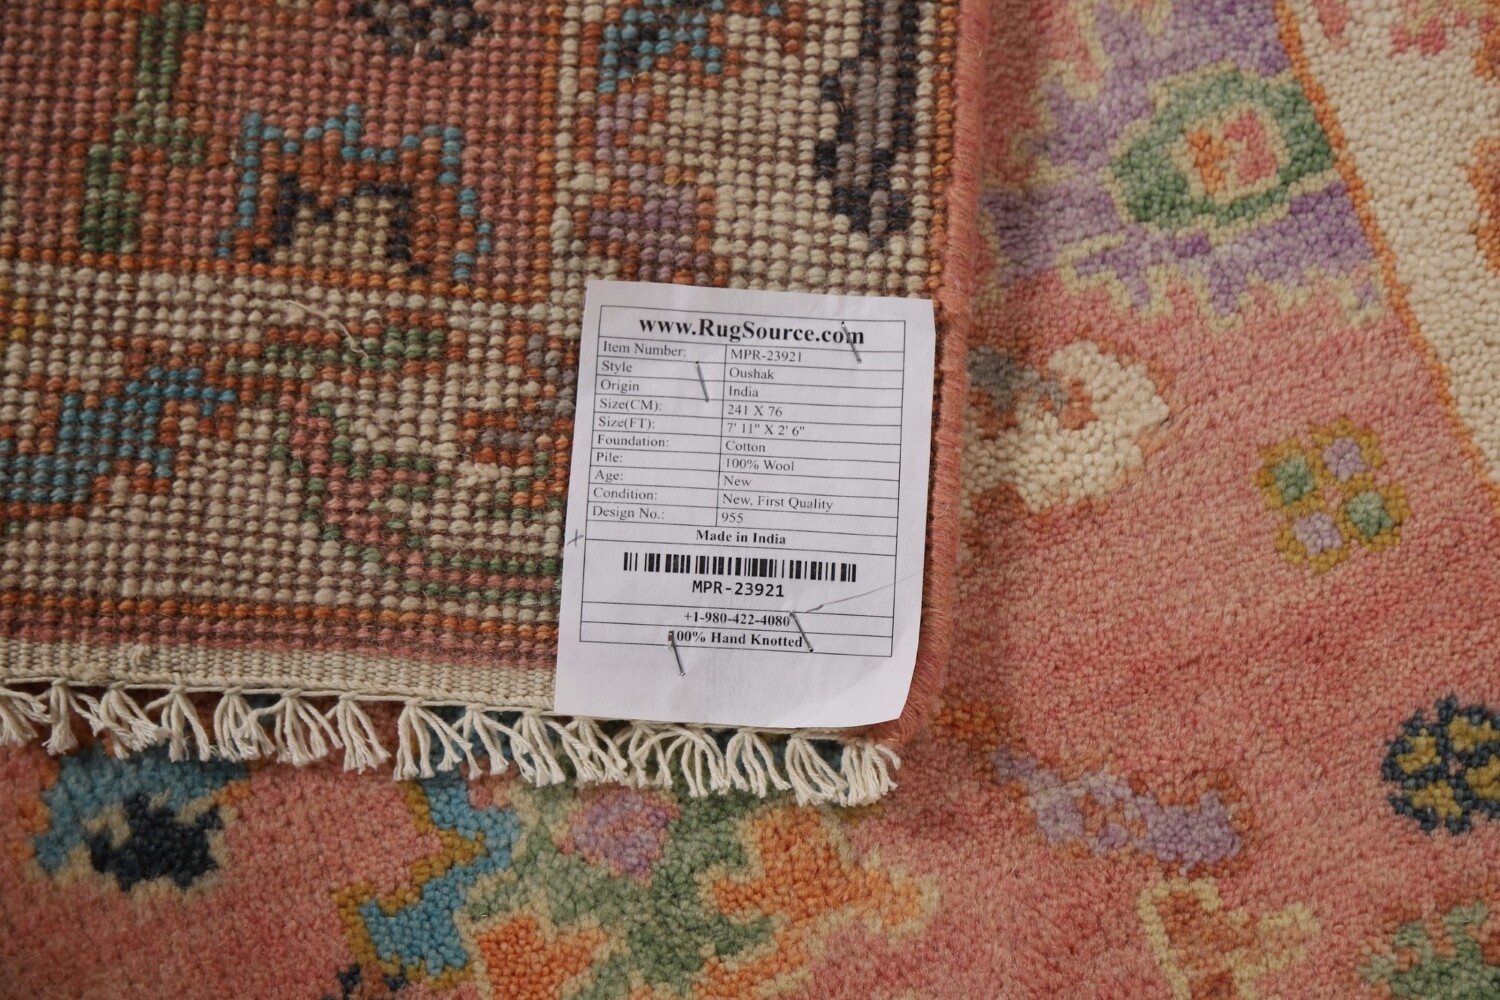 www.RugSource.com
Item Number: MPR-23921
Style Oushak
Origin India
Size(CM): 241 X 76
Size(FT): 7' 11" X 2' 6"
Foundation: Cotton
Pile: 100% Wool
Age: New
Condition: New, First Quality
Design No.: 955
Made in India
MPR-23921
+1-980-422-4080
100% Hand Knotted